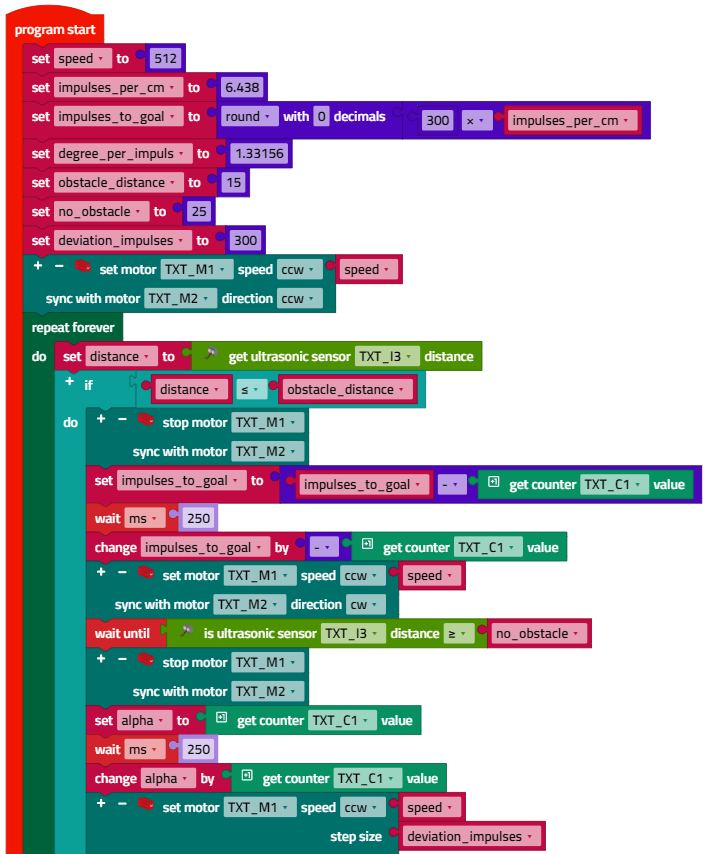 program start
set speed to 512
set impulses_per_cm to 6.438
set impulses_to_goal to round with 0 decimals 300 × impulses_per_cm
set degree_per_impuls to 1.33156
set obstacle_distance to 15
set no_obstacle to 25
set deviation_impulses to 300
+ − set motor TXT_M1 speed ccw speed
sync with motor TXT_M2 direction ccw
repeat forever
do set distance to get ultrasonic sensor TXT_I3 distance
+ if distance ≤ obstacle_distance
do + − stop motor TXT_M1
sync with motor TXT_M2
set impulses_to_goal to impulses_to_goal - get counter TXT_C1 value
wait ms 250
change impulses_to_goal by - get counter TXT_C1 value
+ − set motor TXT_M1 speed ccw speed
sync with motor TXT_M2 direction cw
wait until is ultrasonic sensor TXT_I3 distance ≥ no_obstacle
+ − stop motor TXT_M1
sync with motor TXT_M2
set alpha to get counter TXT_C1 value
wait ms 250
change alpha by get counter TXT_C1 value
+ − set motor TXT_M1 speed ccw speed
step size deviation_impulses